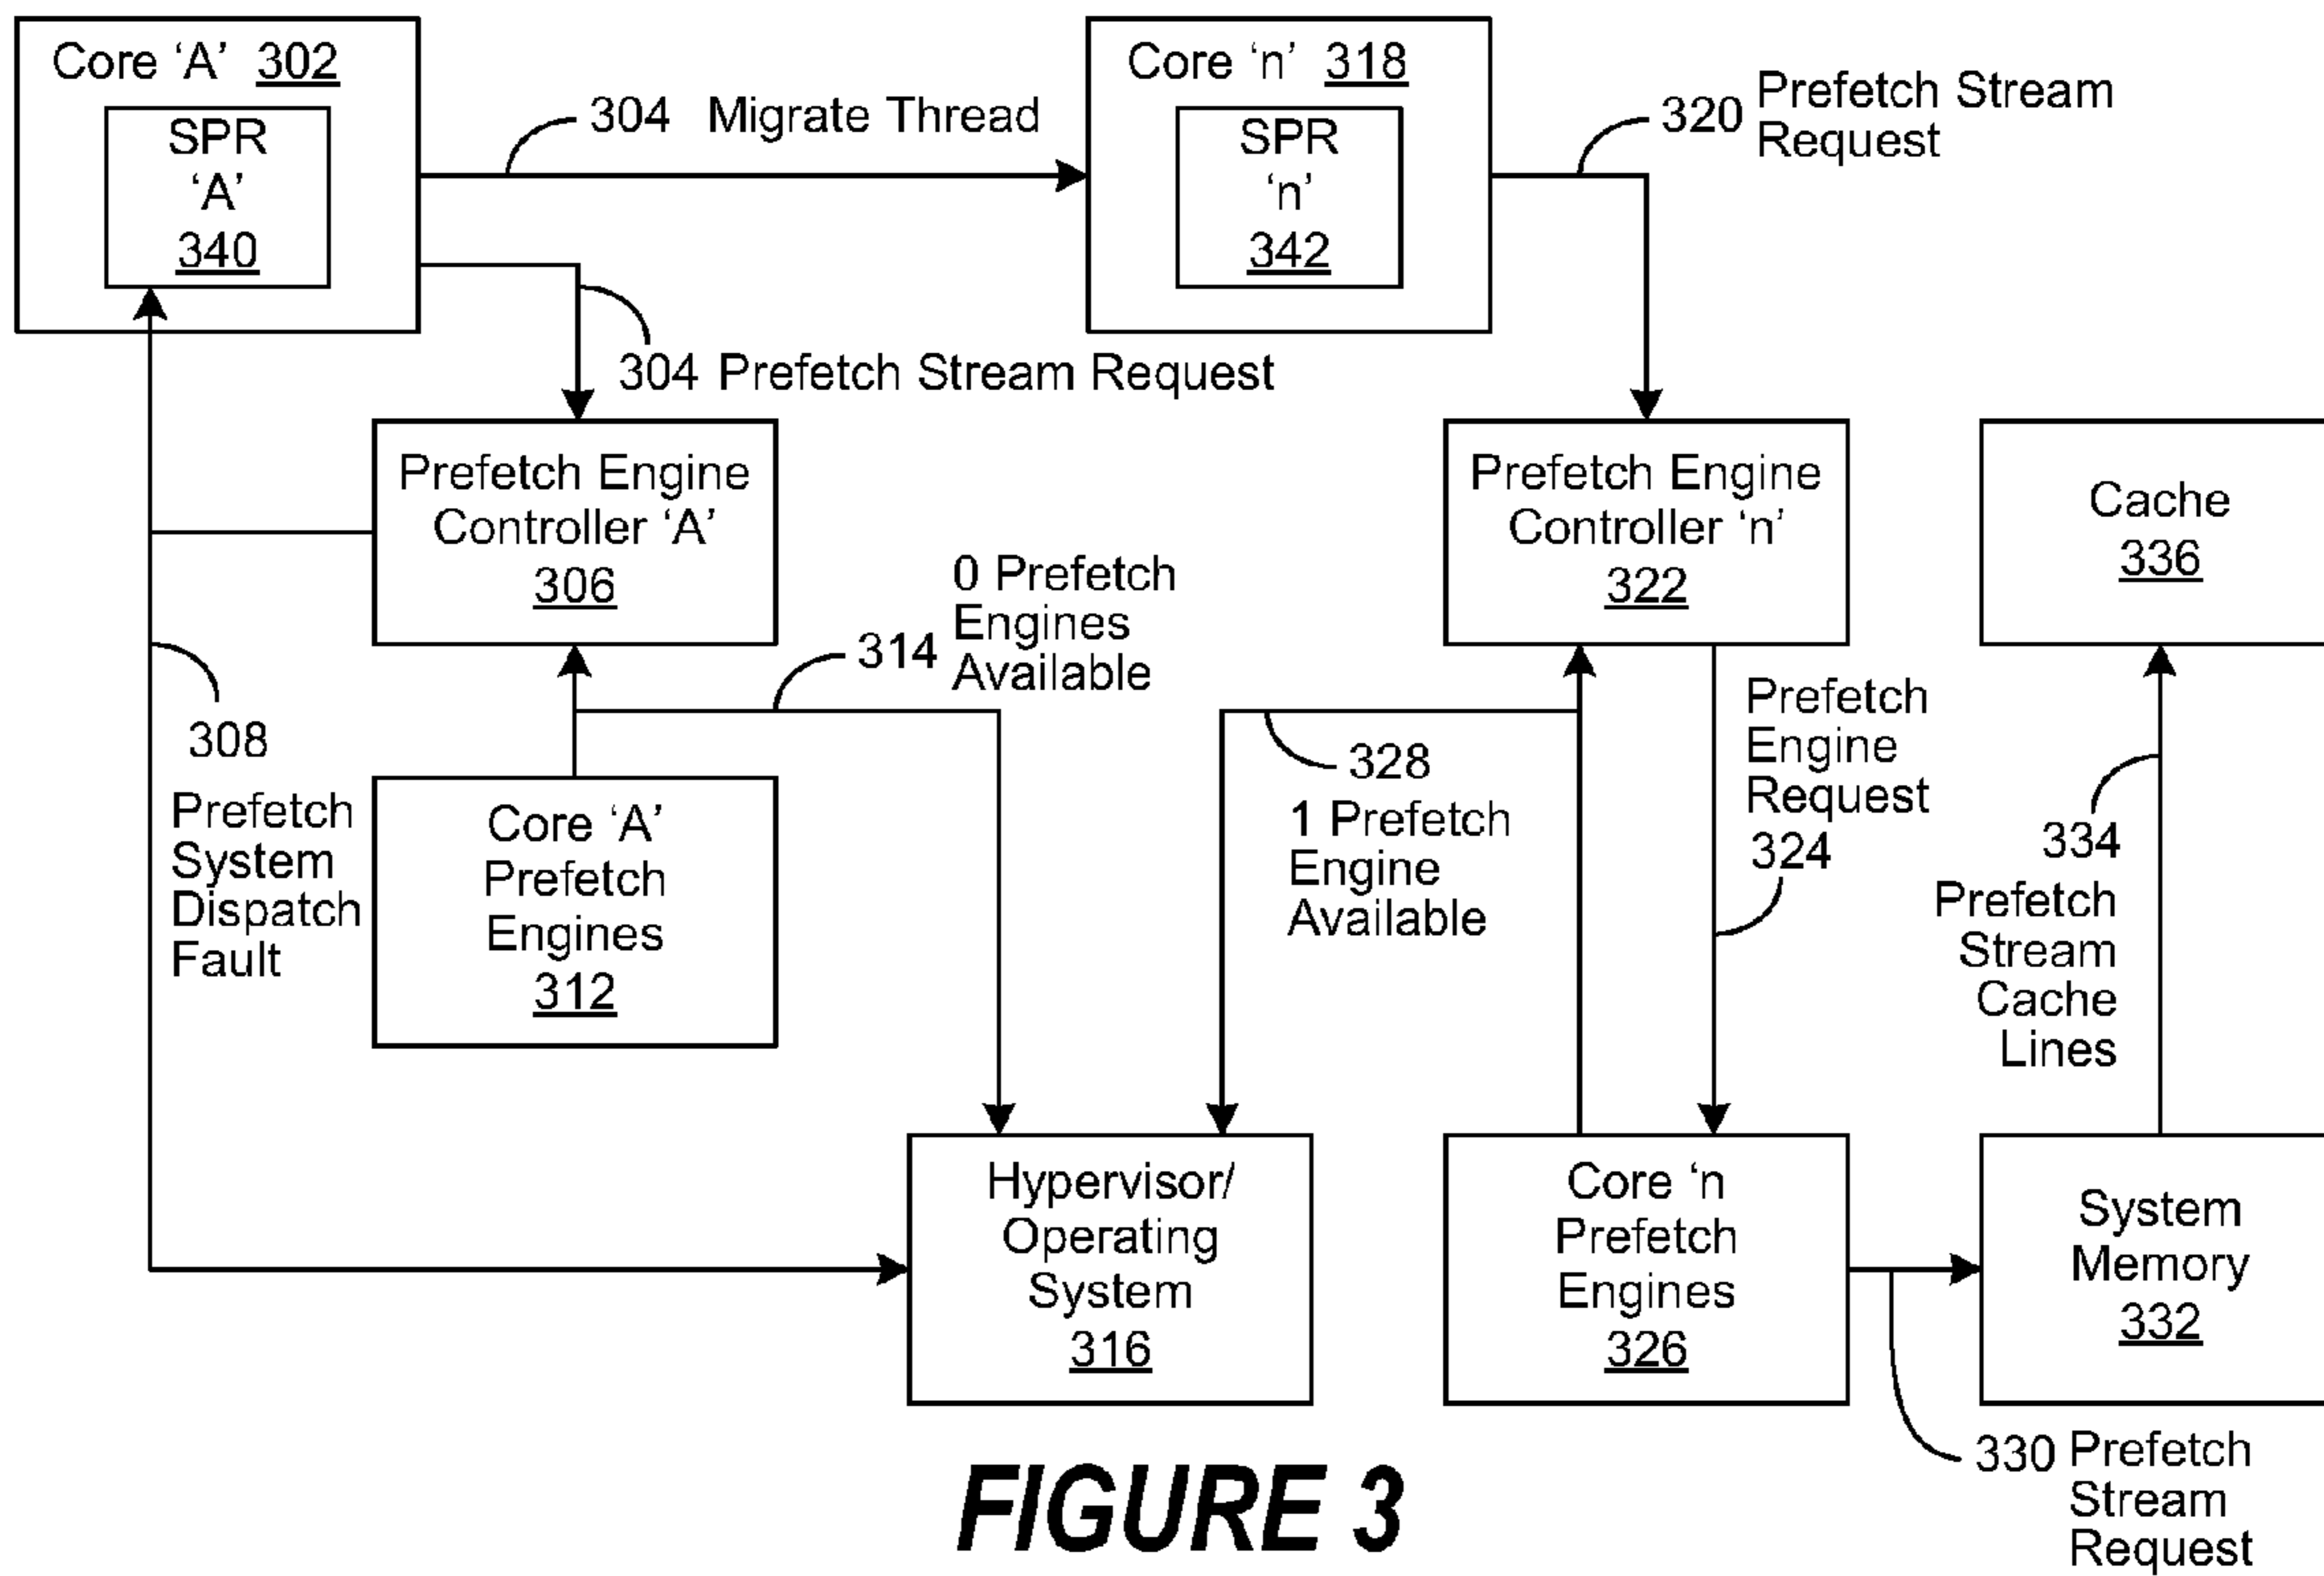 Core ‘A’ 302
SPR
‘A’
340
304 Migrate Thread
Core ‘n’ 318
SPR
‘n’
342
320 Prefetch Stream
Request
304 Prefetch Stream Request
Prefetch Engine
Controller ‘A’
306
Prefetch Engine
Controller ‘n’
322
Cache
336
0 Prefetch
Engines
314 Available
308
Prefetch
System
Dispatch
Fault
Core ‘A’
Prefetch
Engines
312
328
1 Prefetch
Engine
Available
Prefetch
Engine
Request
324
334
Prefetch
Stream
Cache
Lines
Hypervisor/
Operating
System
316
Core ‘n
Prefetch
Engines
326
System
Memory
332
330 Prefetch
Stream
Request
FIGURE 3